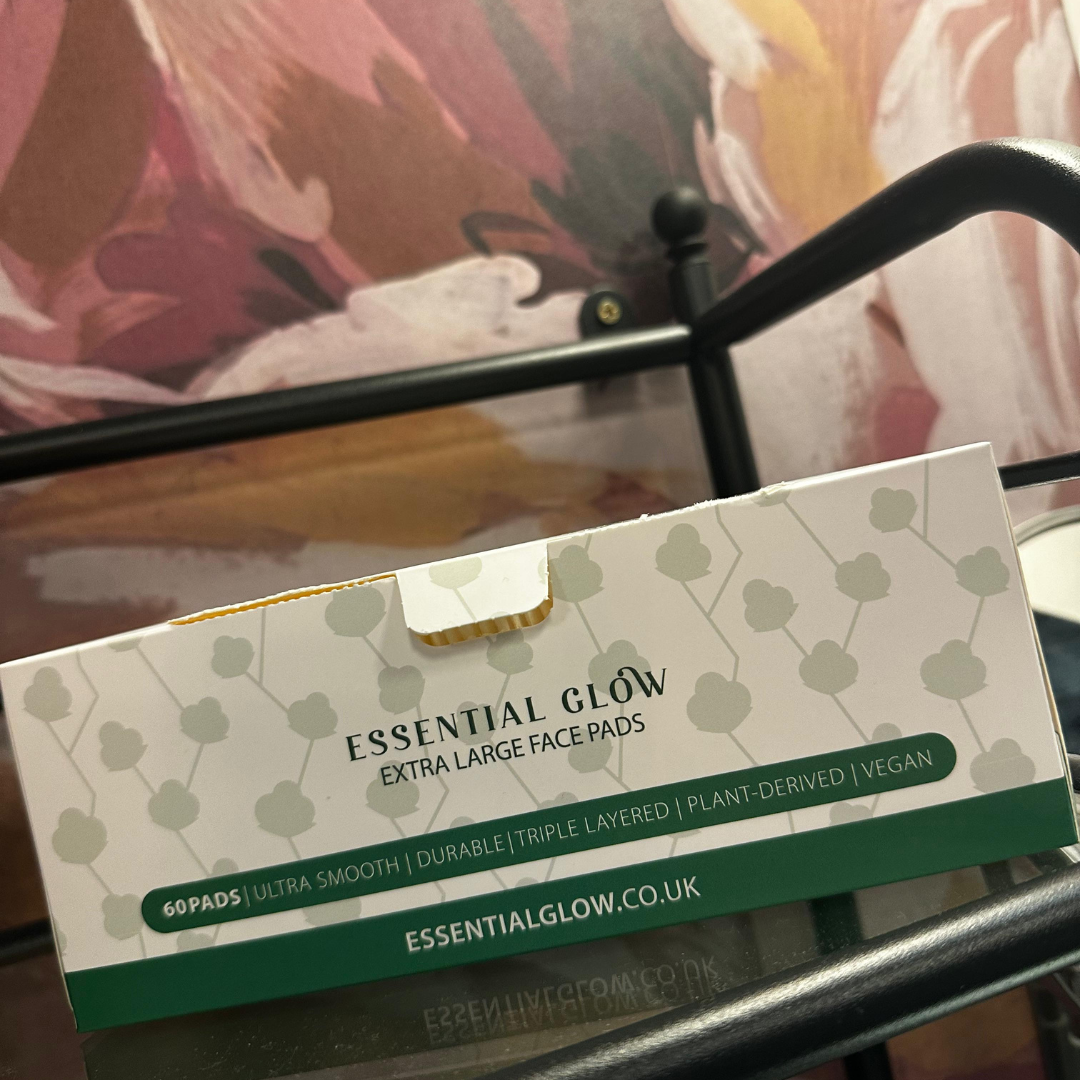 ESSENTIAL GLOW
EXTRA LARGE FACE PADS
60PADS | ULTRA SMOOTH | DURABLE | TRIPLE LAYERED | PLANT-DERIVED | VEGAN
ESSENTIALGLOW.CO.UK